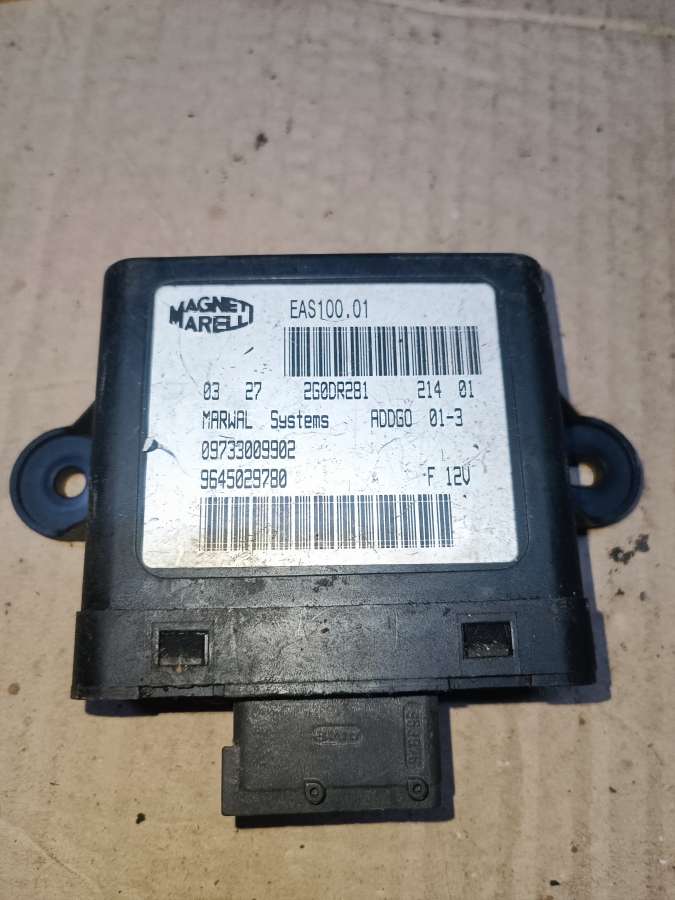 MAGNETI
MARELLI
EAS100.01
03 27 2G0DR281 214 01
MARWAL Systems ADDGO 01-3
09733009902
9645029780 F 12V